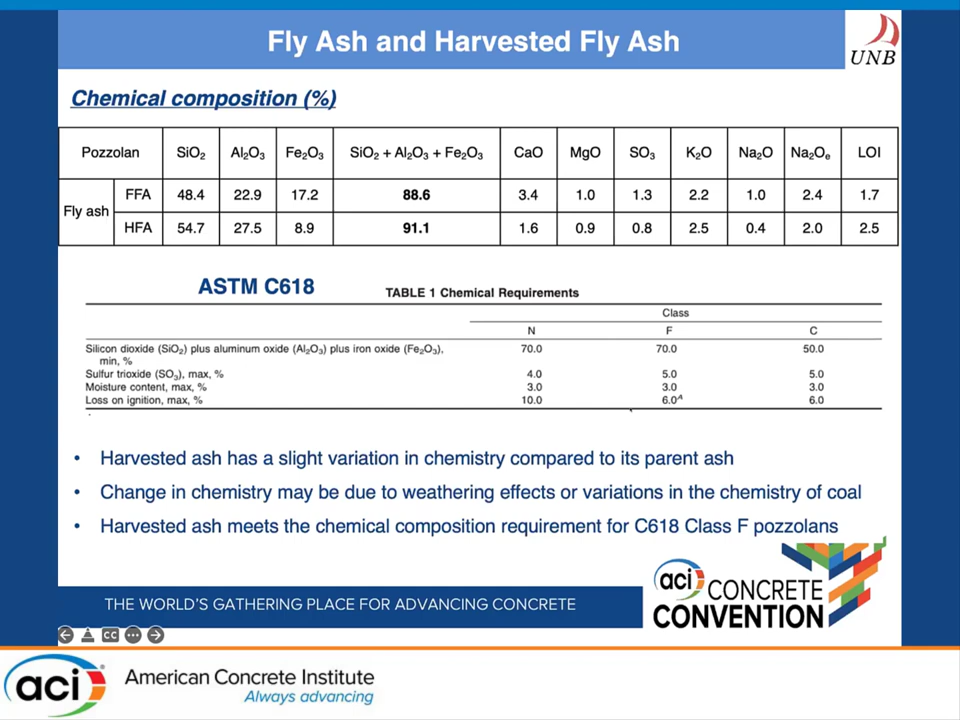 Fly Ash and Harvested Fly Ash
UNB
Chemical composition (%)
Pozzolan SiO₂ Al₂O₃ Fe₂O₃ SiO₂ + Al₂O₃ + Fe₂O₃ CaO MgO SO₃ K₂O Na₂O Na₂Oₑ LOI
Fly ash
FFA 48.4 22.9 17.2 88.6 3.4 1.0 1.3 2.2 1.0 2.4 1.7
HFA 54.7 27.5 8.9 91.1 1.6 0.9 0.8 2.5 0.4 2.0 2.5
ASTM C618
TABLE 1 Chemical Requirements
Class
N F C
Silicon dioxide (SiO₂) plus aluminum oxide (Al₂O₃) plus iron oxide (Fe₂O₃), 70.0 70.0 50.0
min, %
Sulfur trioxide (SO₃), max, % 4.0 5.0 5.0
Moisture content, max, % 3.0 3.0 3.0
Loss on ignition, max, % 10.0 6.0ᴬ 6.0
• Harvested ash has a slight variation in chemistry compared to its parent ash
• Change in chemistry may be due to weathering effects or variations in the chemistry of coal
• Harvested ash meets the chemical composition requirement for C618 Class F pozzolans
THE WORLD'S GATHERING PLACE FOR ADVANCING CONCRETE
aci CONCRETE
CONVENTION
CC
aci® American Concrete Institute
Always advancing